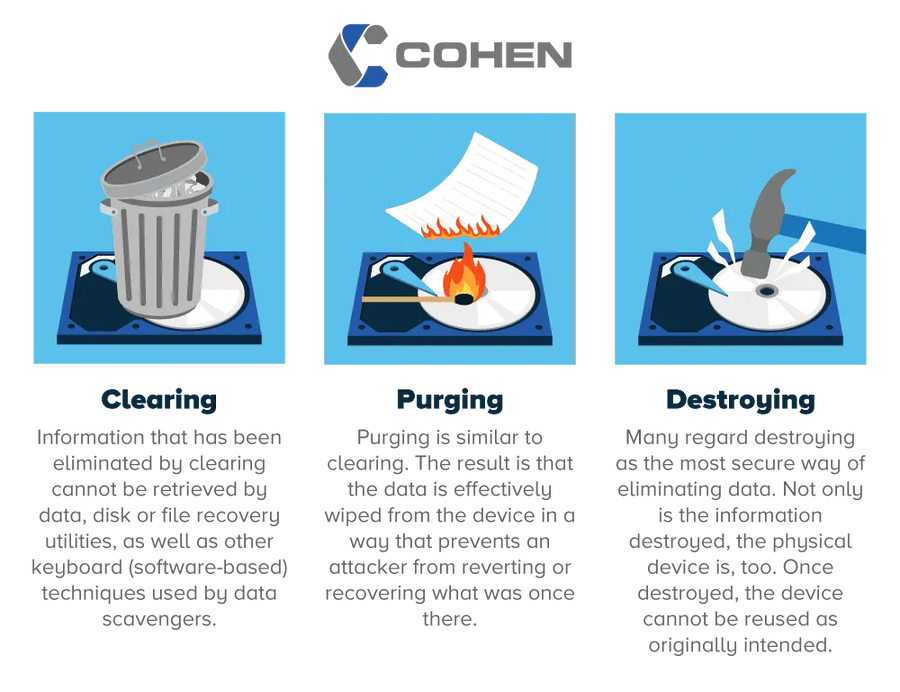 COHEN
Clearing
Information that has been
eliminated by clearing
cannot be retrieved by
data, disk or file recovery
utilities, as well as other
keyboard (software-based)
techniques used by data
scavengers.
Purging
Purging is similar to
clearing. The result is that
the data is effectively
wiped from the device in a
way that prevents an
attacker from reverting or
recovering what was once
there.
Destroying
Many regard destroying
as the most secure way of
eliminating data. Not only
is the information
destroyed, the physical
device is, too. Once
destroyed, the device
cannot be reused as
originally intended.